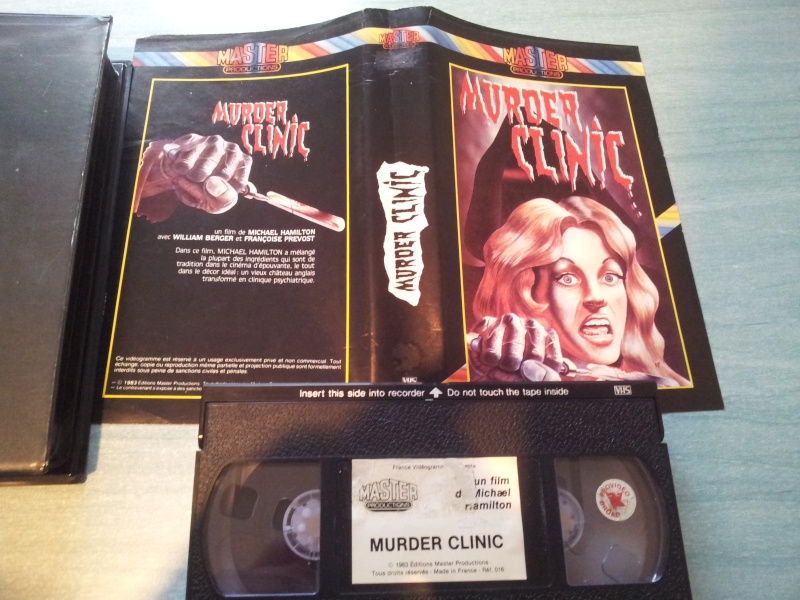 MASTER
PRODUCTIONS
MURDER
CLINIC
un film de MICHAEL HAMILTON
avec WILLIAM BERGER et FRANÇOISE PREVOST
Dans ce film, MICHAEL HAMILTON a mélangé
la plupart des ingrédients qui sont de
tradition dans le cinéma d'épouvante, le tout
dans le décor idéal : un vieux château anglais
transformé en clinique psychiatrique.
Ce vidéogramme est réservé à un usage exclusivement privé et non commercial. Tout
échange, copie ou reproduction même partielle et projection publique sont formellement
interdits sous peine de sanctions civiles et pénales.
© 1983 Éditions Master Productions
MASTER
MURDER CLINIC
VHS
MASTER
PRODUCTIONS
MURDER
CLINIC
Insert this side into recorder Do not touch the tape inside
VHS
France
MASTER
PRODUCTIONS
un film
Michael
Hamilton
MURDER CLINIC
© 1983 Éditions Master Productions
Tous droits réservés - Made in France - Réf. 016